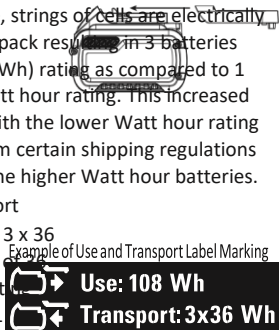 , strings of cells are electrically
pack resulting in 3 batteries
Wh) rating as compared to 1
tt hour rating. This increased
ith the lower Watt hour rating
m certain shipping regulations
ne higher Watt hour batteries.
ort
3 x 36
Example of Use and Transport Label Marking
Use: 108 Wh
Transport: 3x36 Wh